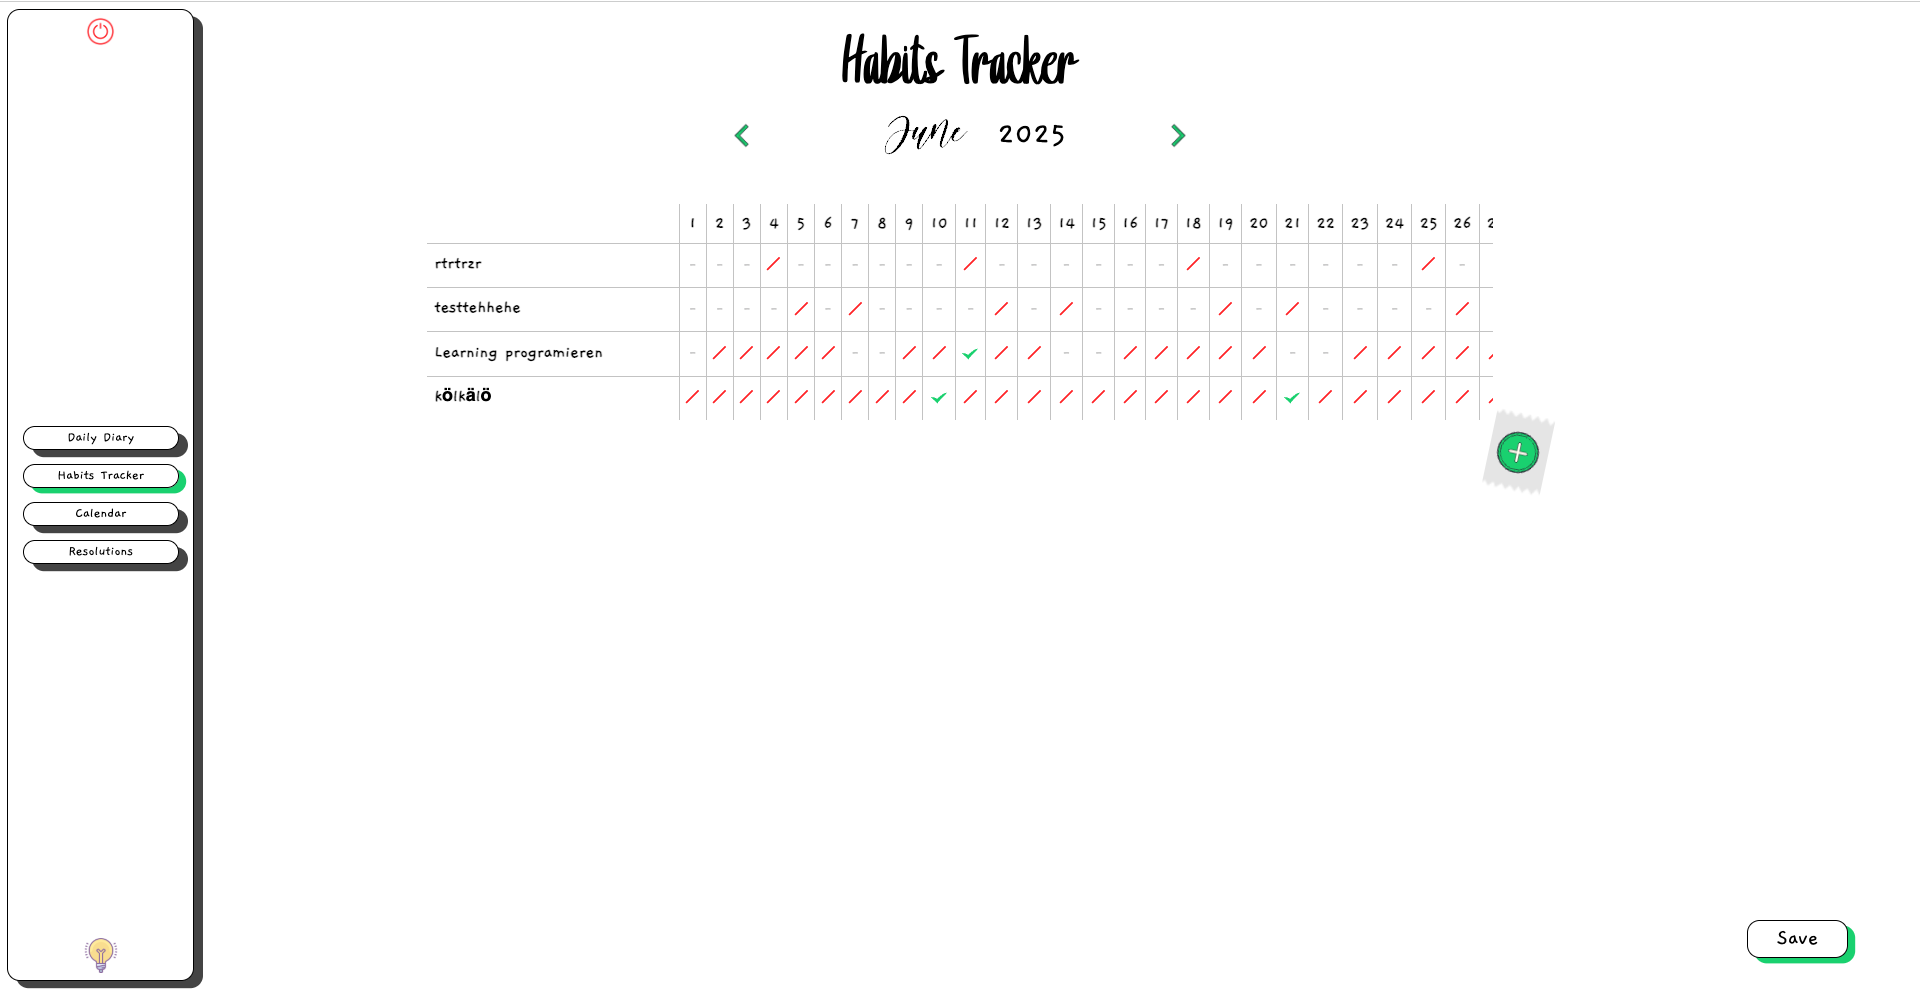 Habits Tracker
June 2025
1 2 3 4 5 6 7 8 9 10 11 12 13 14 15 16 17 18 19 20 21 22 23 24 25 26
rtrtrzr - - - - - - - - - - - - - - - - - - - - - -
testtehhehe - - - - - - - - - - - - - - - - - - -
Learning programieren - - - - - - -
kölkälö
Daily Diary
Habits Tracker
Calendar
Resolutions
Save